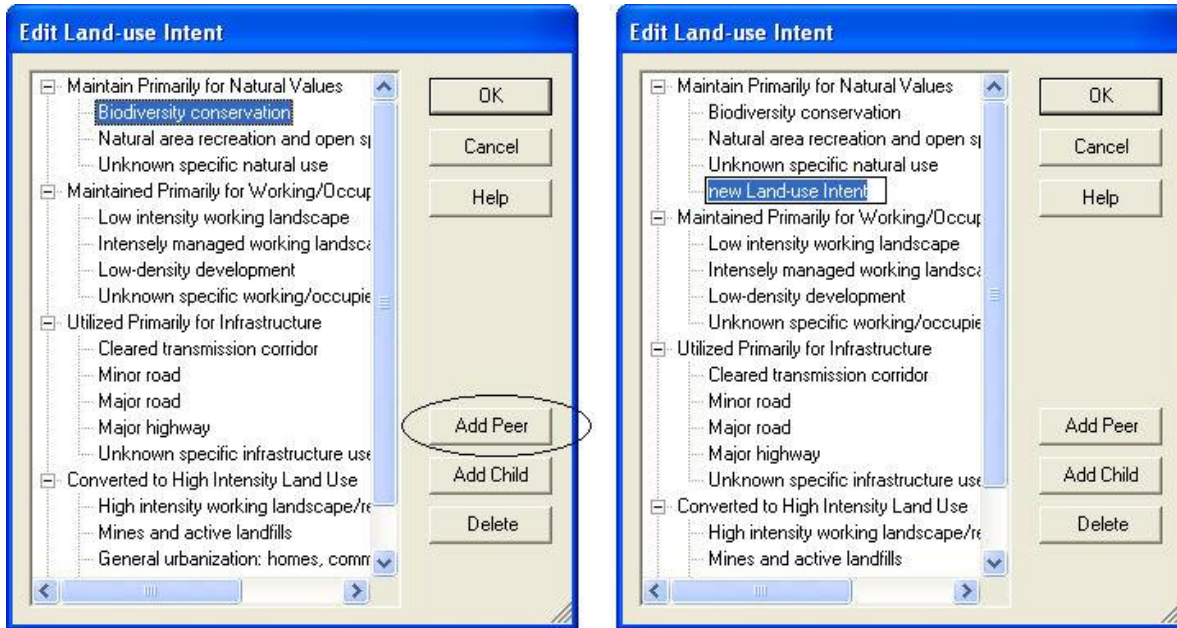 Edit Land-use Intent
Maintain Primarily for Natural Values
Biodiversity conservation
Natural area recreation and open sp
Unknown specific natural use
Maintained Primarily for Working/Occup
Low intensity working landscape
Intensely managed working landsca
Low-density development
Unknown specific working/occupie
Utilized Primarily for Infrastructure
Cleared transmission corridor
Minor road
Major road
Major highway
Unknown specific infrastructure use
Converted to High Intensity Land Use
High intensity working landscape/re
Mines and active landfills
General urbanization: homes, comm
OK
Cancel
Help
Add Peer
Add Child
Delete
Edit Land-use Intent
Maintain Primarily for Natural Values
Biodiversity conservation
Natural area recreation and open sp
Unknown specific natural use
new Land-use Intent
Maintained Primarily for Working/Occup
Low intensity working landscape
Intensely managed working landsca
Low-density development
Unknown specific working/occupie
Utilized Primarily for Infrastructure
Cleared transmission corridor
Minor road
Major road
Major highway
Unknown specific infrastructure use
Converted to High Intensity Land Use
High intensity working landscape/re
Mines and active landfills
OK
Cancel
Help
Add Peer
Add Child
Delete